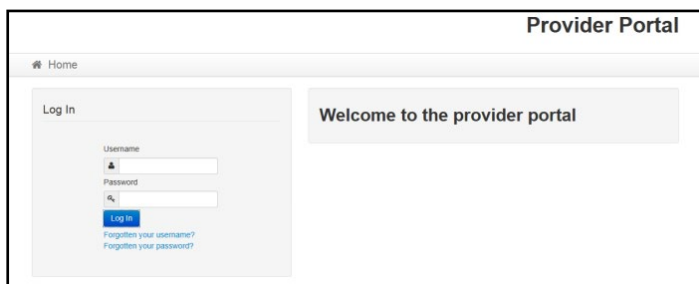 Provider Portal
Home
Log In
Welcome to the provider portal
Username
Password
Log In
Forgotten your username?
Forgotten your password?